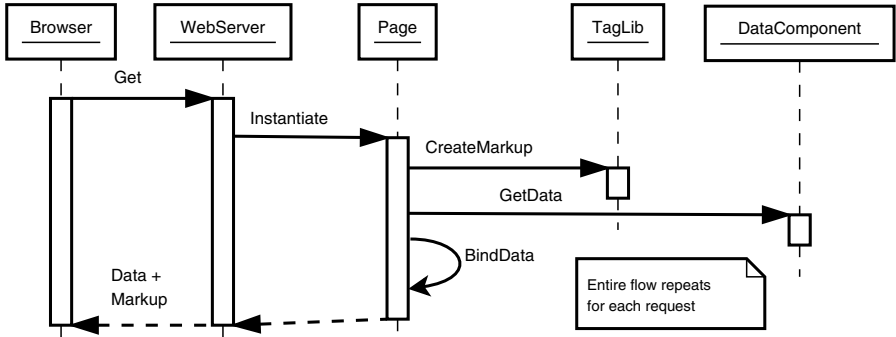 Browser
WebServer
Page
TagLib
DataComponent
Get
Instantiate
CreateMarkup
GetData
BindData
Data +
Markup
Entire flow repeats
for each request